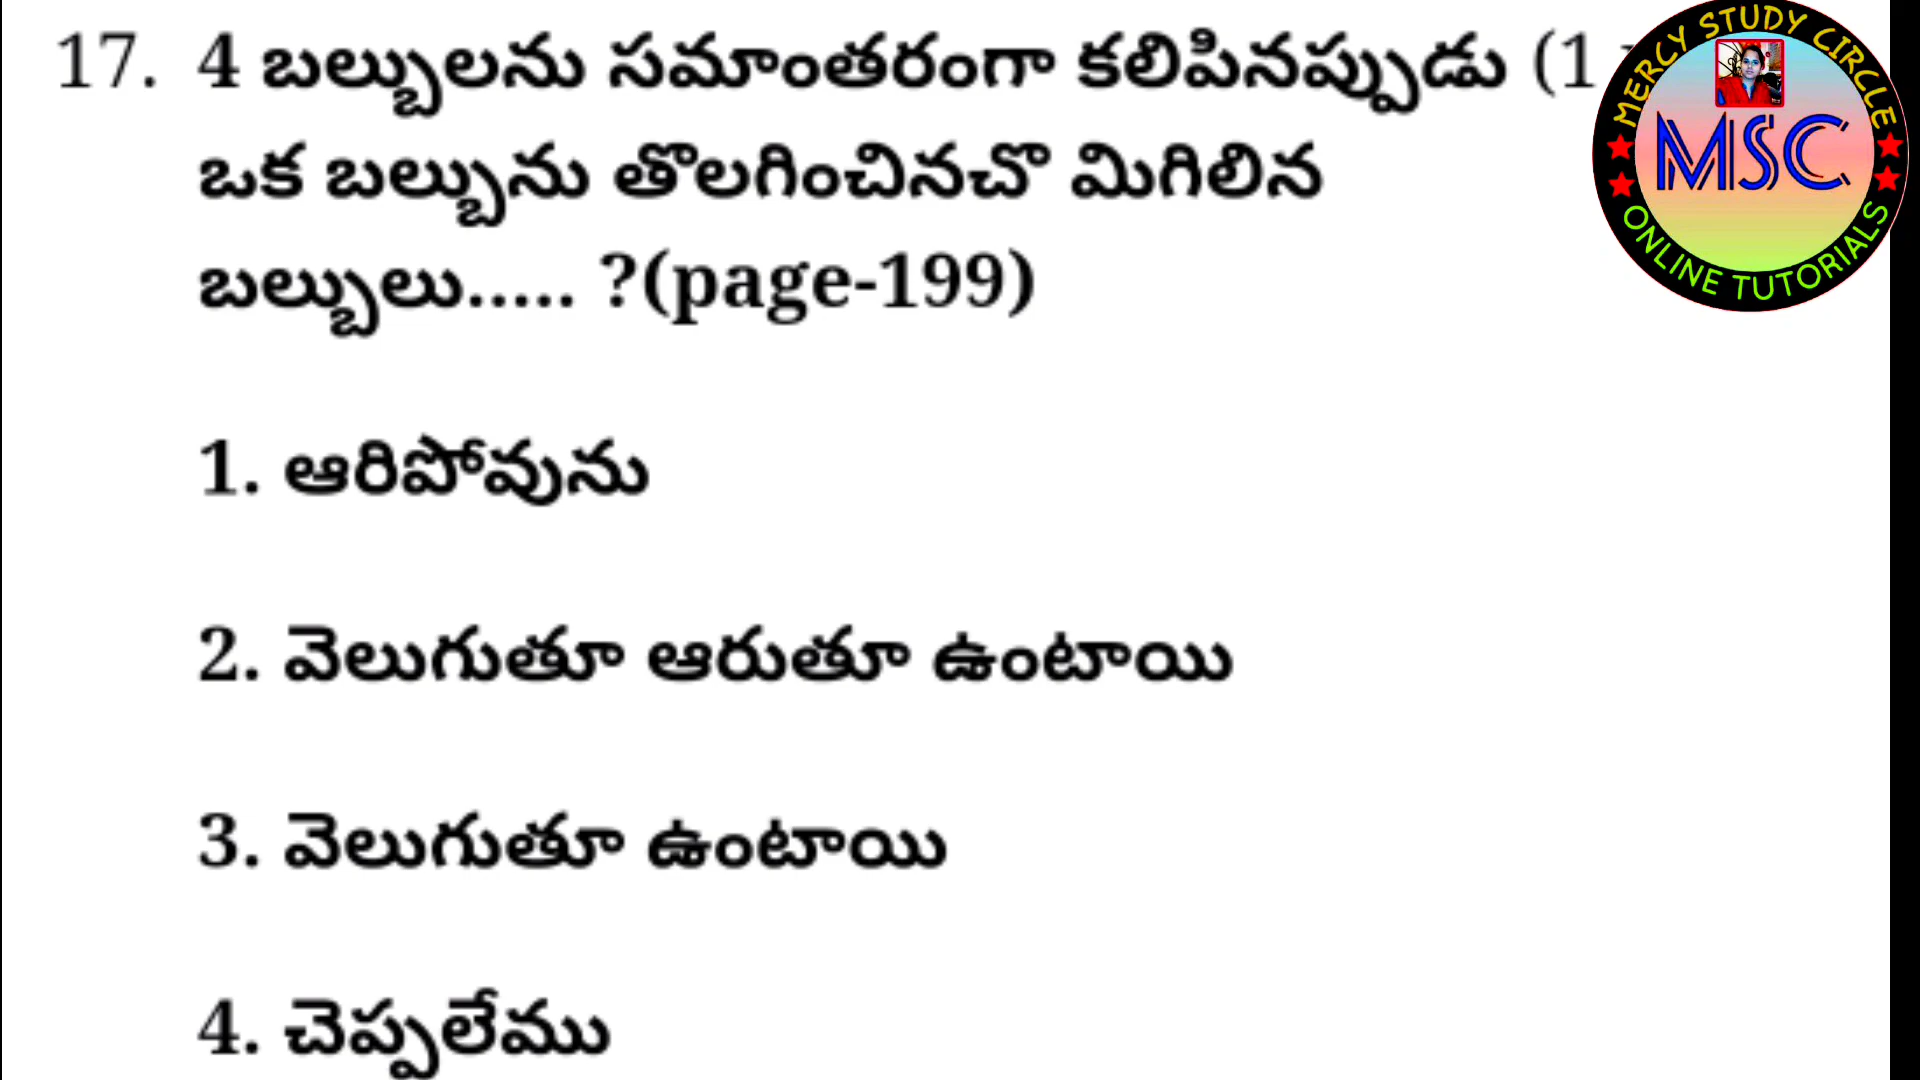 17. 4 బల్బులను సమాంతరంగా కలిపినప్పుడు (1
ఒక బల్బును తొలగించినచొ మిగిలిన
బల్బులు..... ?(page-199)
1. ఆరిపోవును
2. వెలుగుతూ ఆరుతూ ఉంటాయి
3. వెలుగుతూ ఉంటాయి
4. చెప్పలేము
MERCY STUDY CIRCLE
MSC
ONLINE TUTORIALS